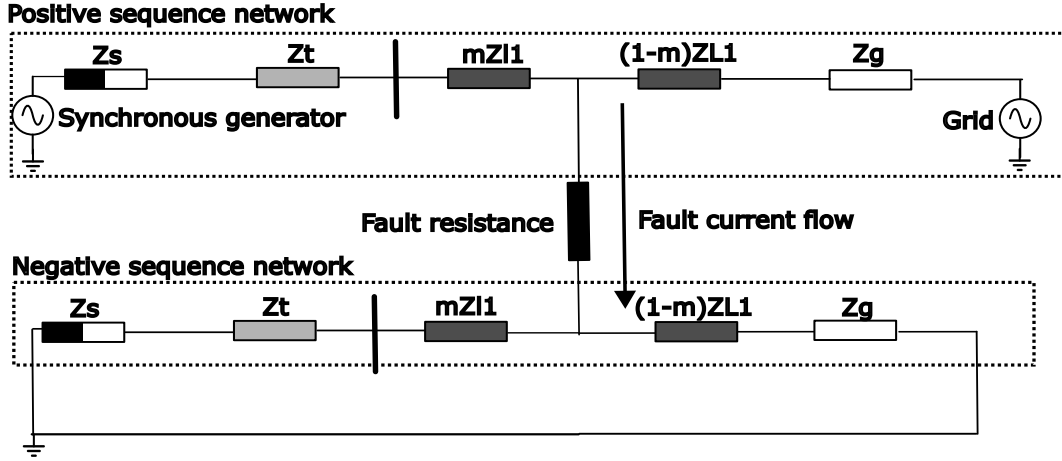 Positive sequence network
Zs
Zt
mZl1
(1-m)ZL1
Zg
Synchronous generator
Grid
Fault resistance
Fault current flow
Negative sequence network
Zs
Zt
mZl1
(1-m)ZL1
Zg